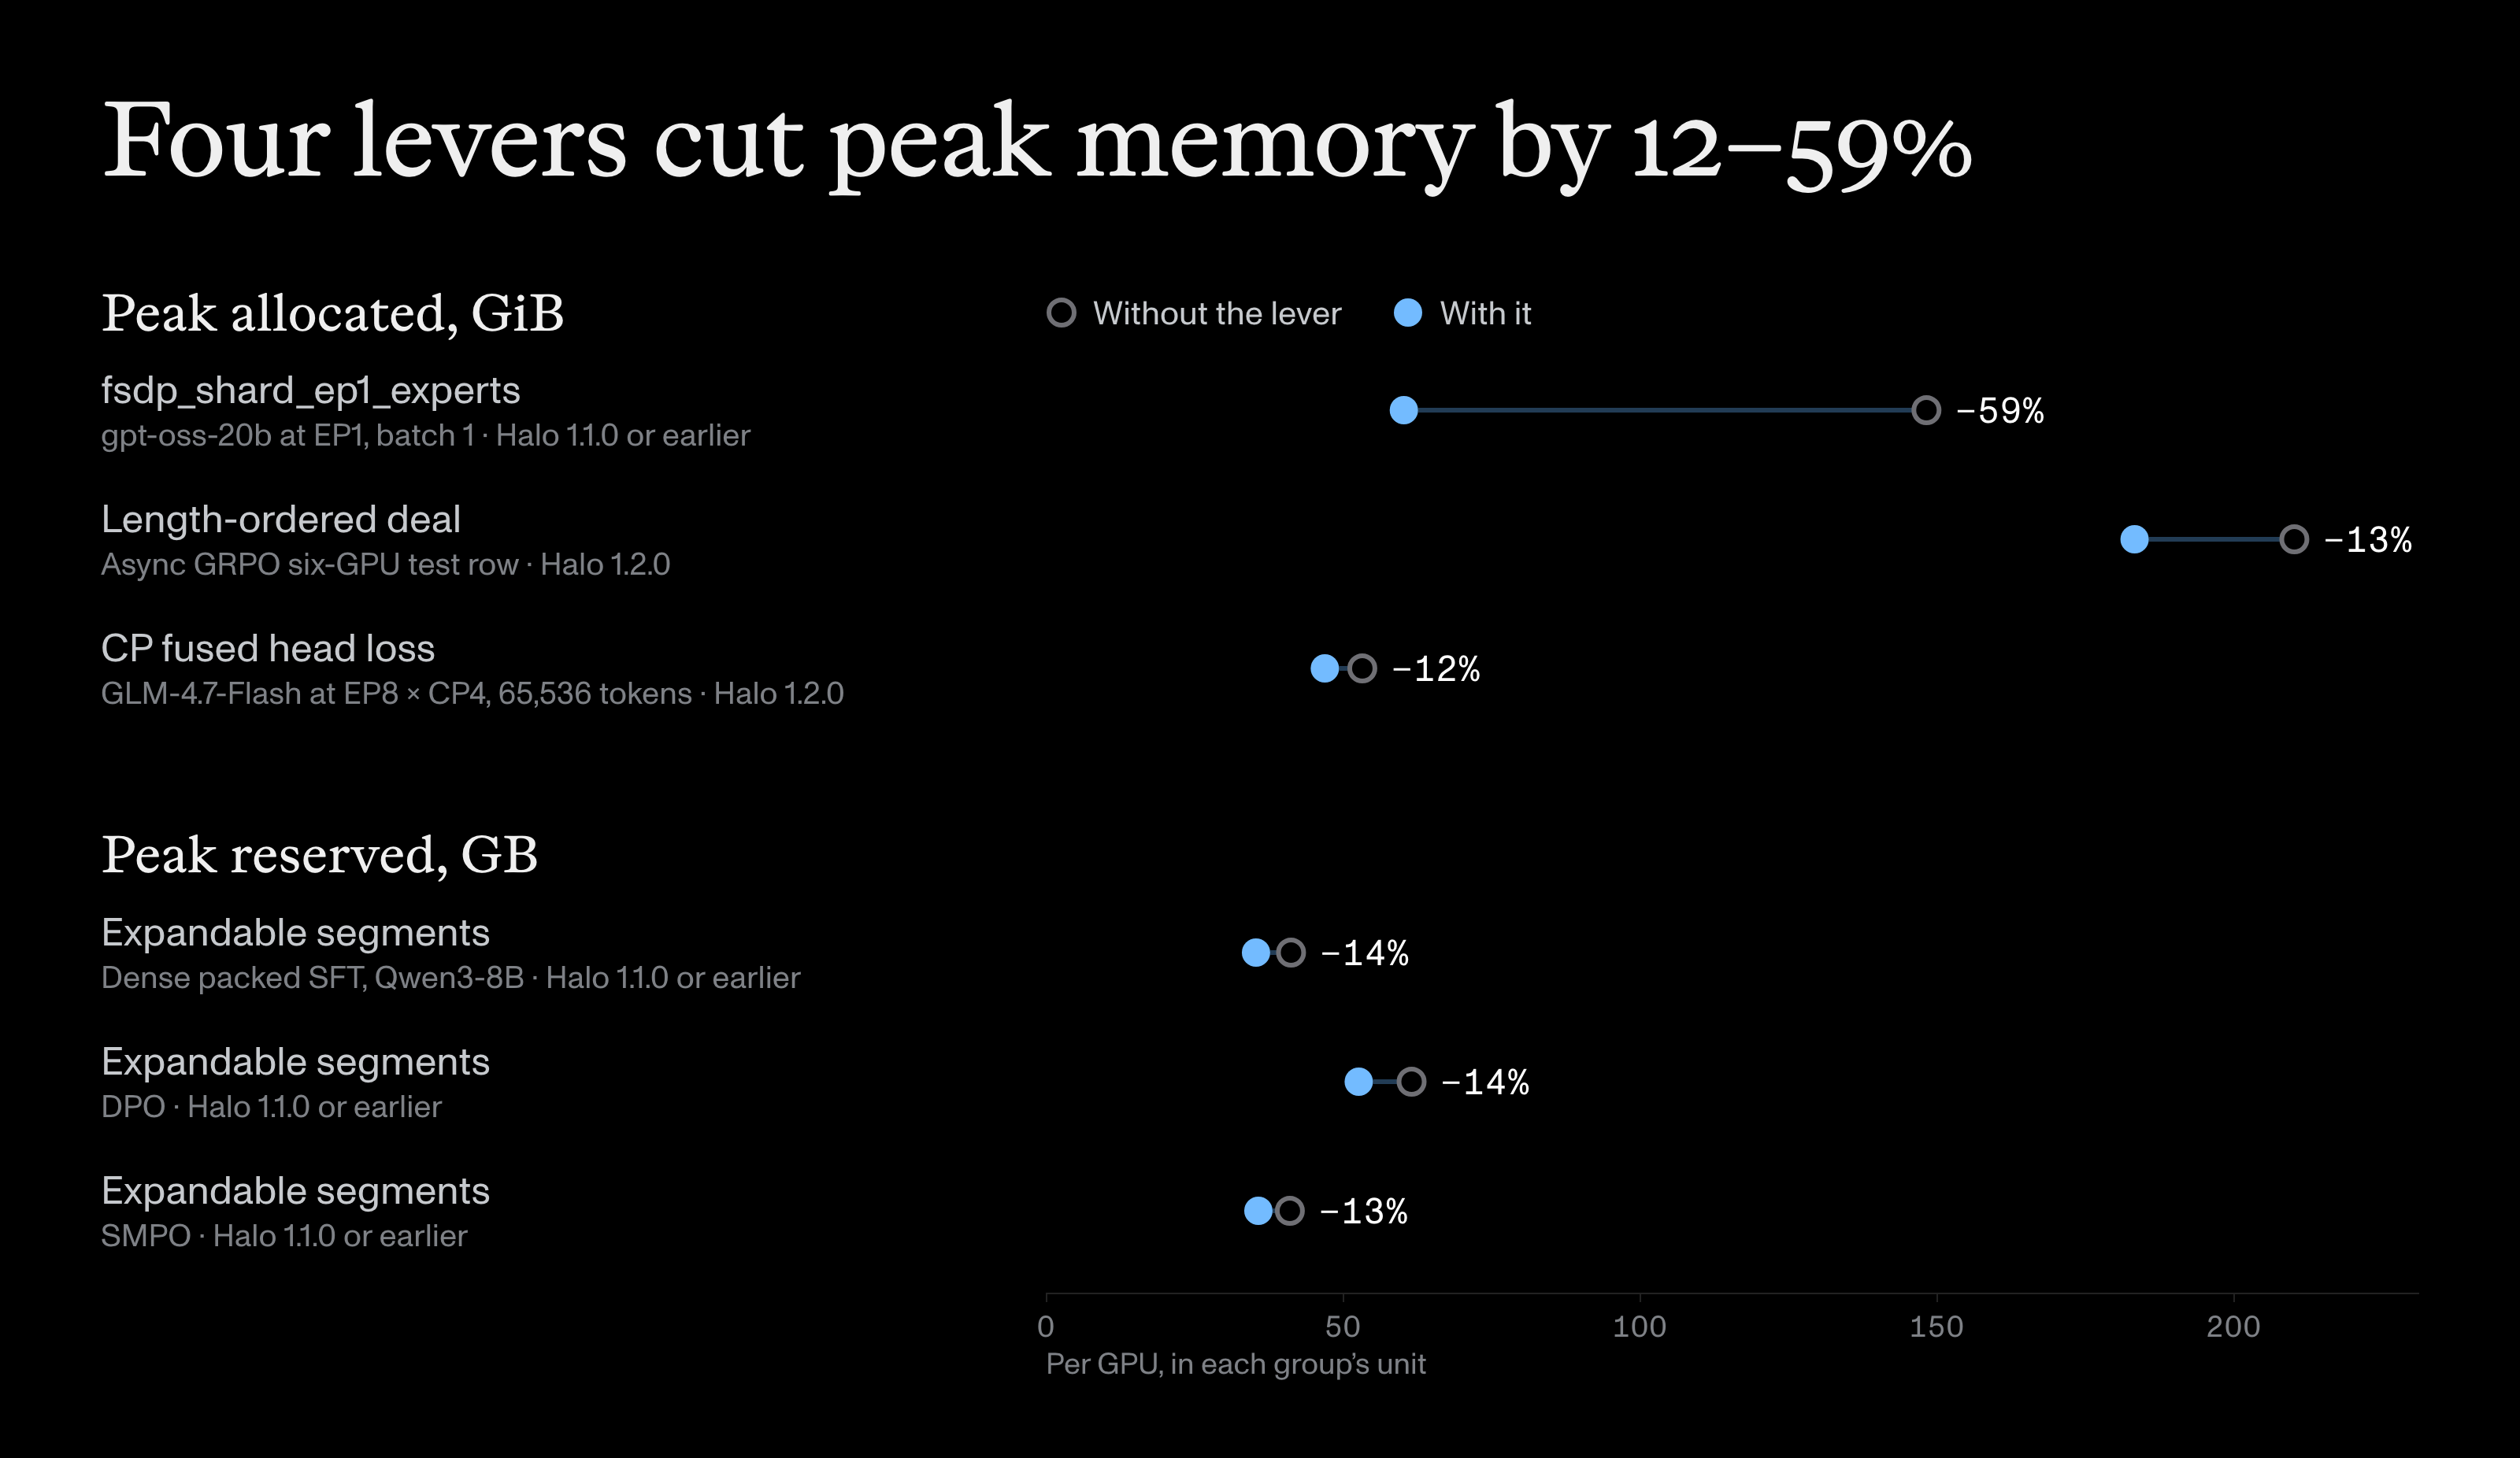 Four levers cut peak memory by 12–59%
Peak allocated, GiB
Without the lever
With it
fsdp_shard_ep1_experts
gpt-oss-20b at EP1, batch 1 · Halo 1.1.0 or earlier
−59%
Length-ordered deal
Async GRPO six-GPU test row · Halo 1.2.0
−13%
CP fused head loss
GLM-4.7-Flash at EP8 × CP4, 65,536 tokens · Halo 1.2.0
−12%
Peak reserved, GB
Expandable segments
Dense packed SFT, Qwen3-8B · Halo 1.1.0 or earlier
−14%
Expandable segments
DPO · Halo 1.1.0 or earlier
−14%
Expandable segments
SMPO · Halo 1.1.0 or earlier
−13%
0 50 100 150 200
Per GPU, in each group’s unit